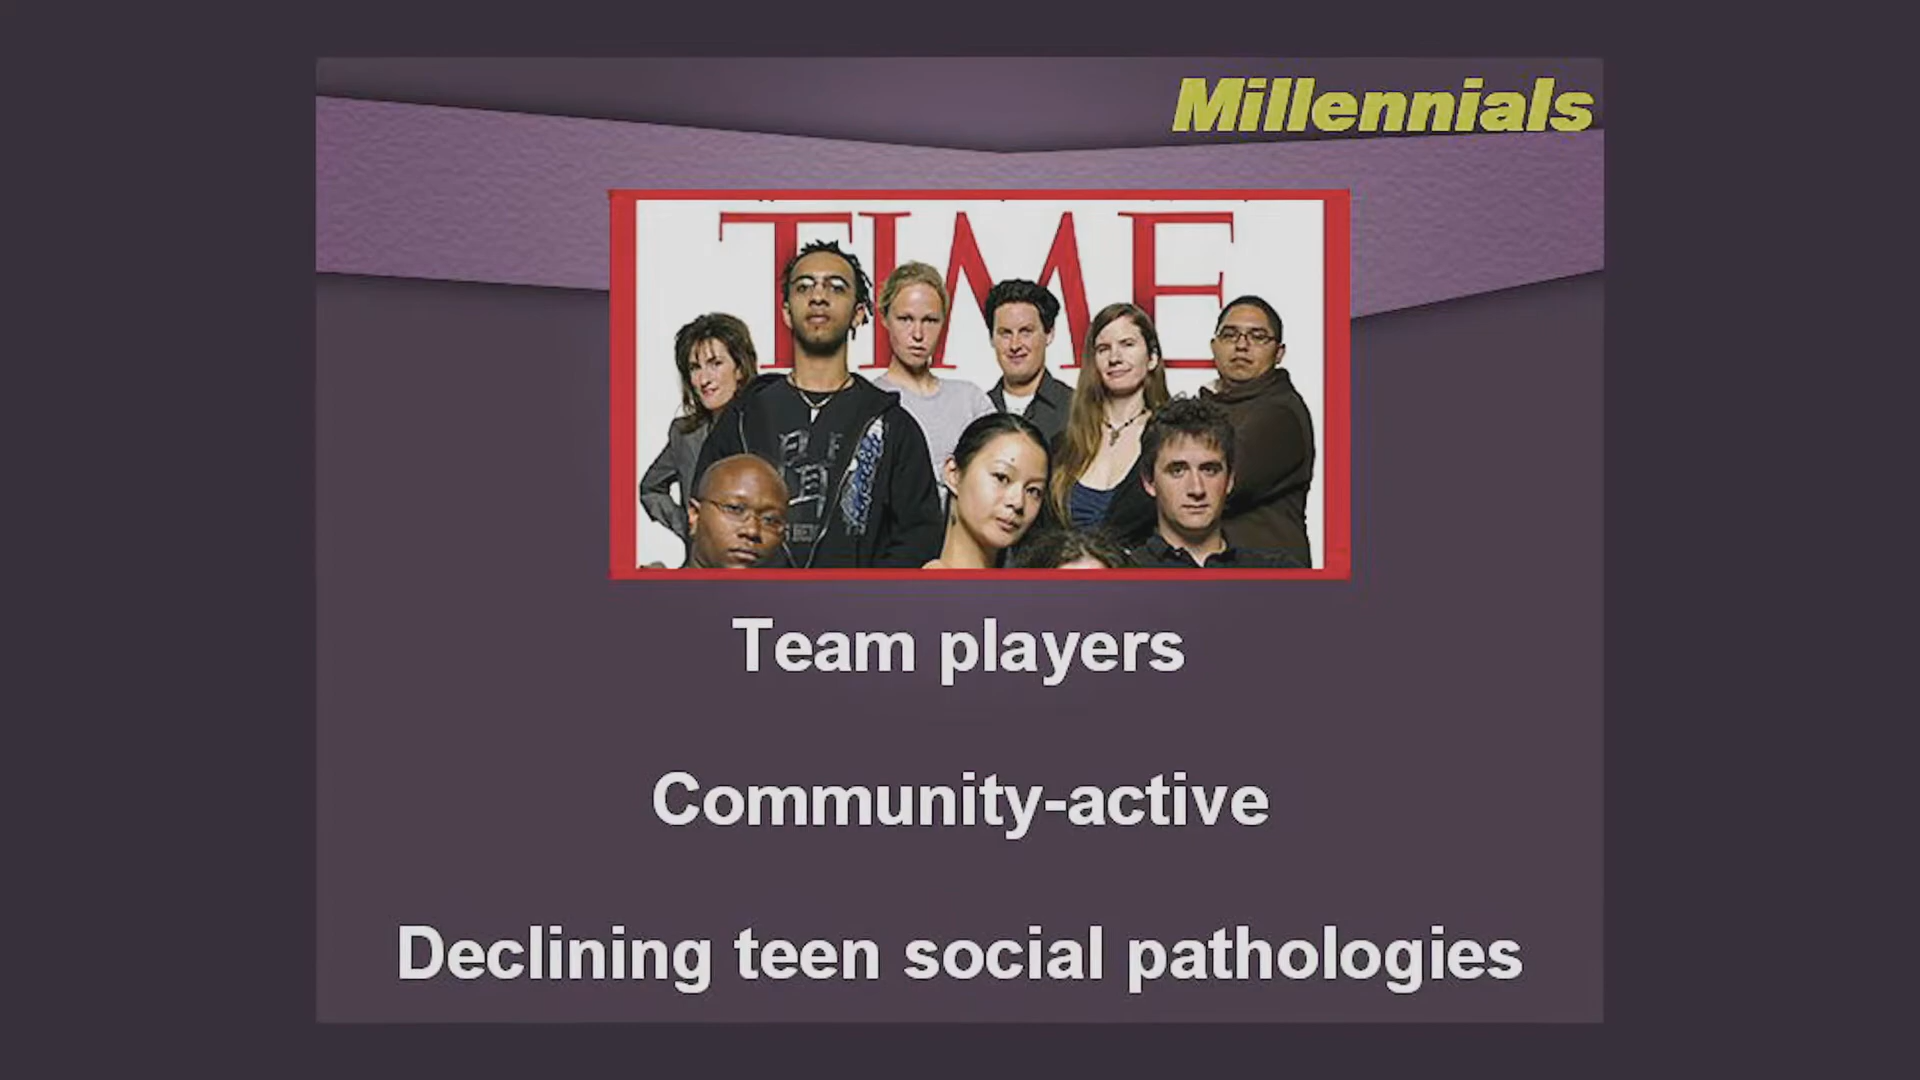 Millennials
TIME
Team players
Community-active
Declining teen social pathologies